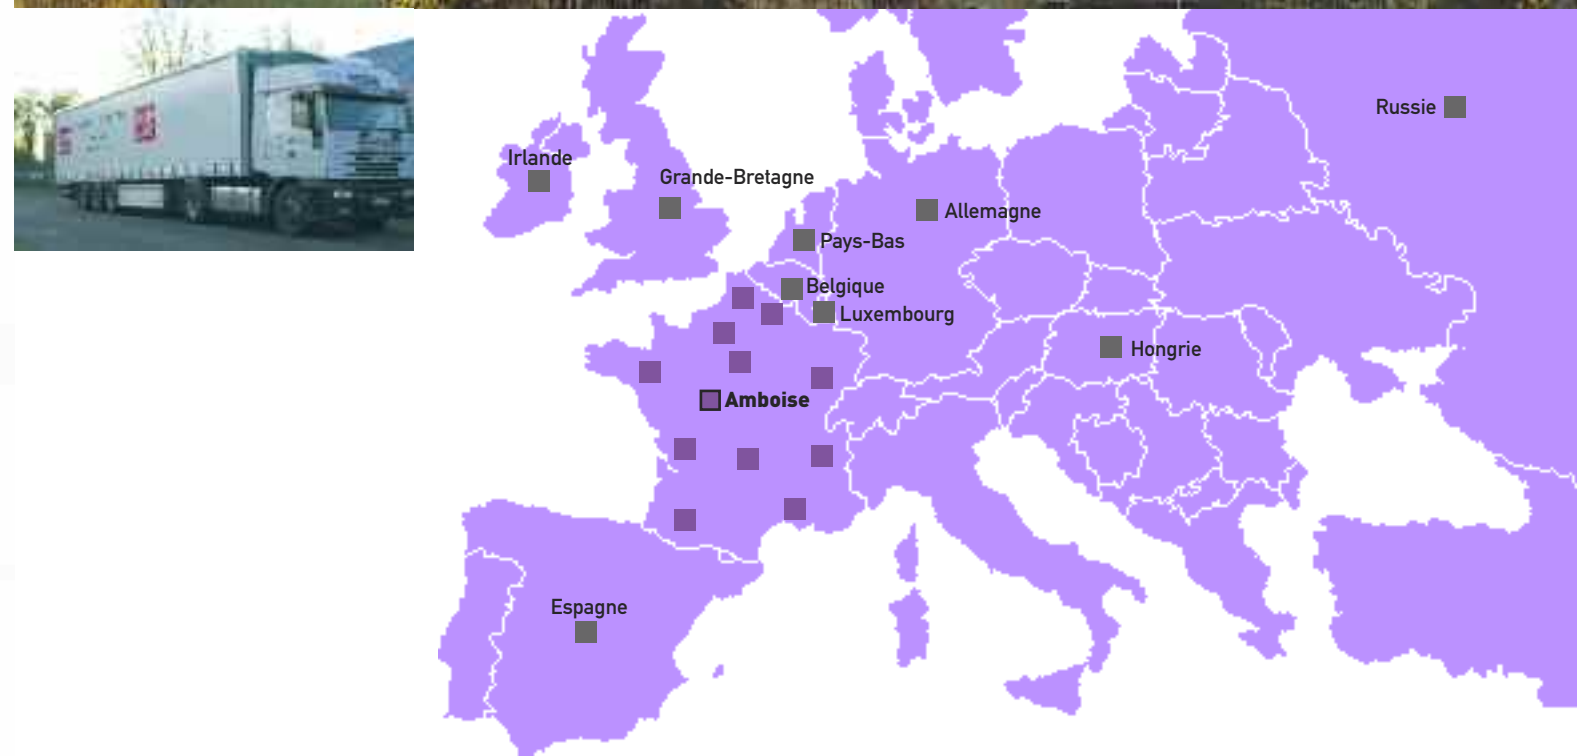 Russie
Irlande
Grande-Bretagne
Allemagne
Pays-Bas
Belgique
Luxembourg
Hongrie
Amboise
Espagne